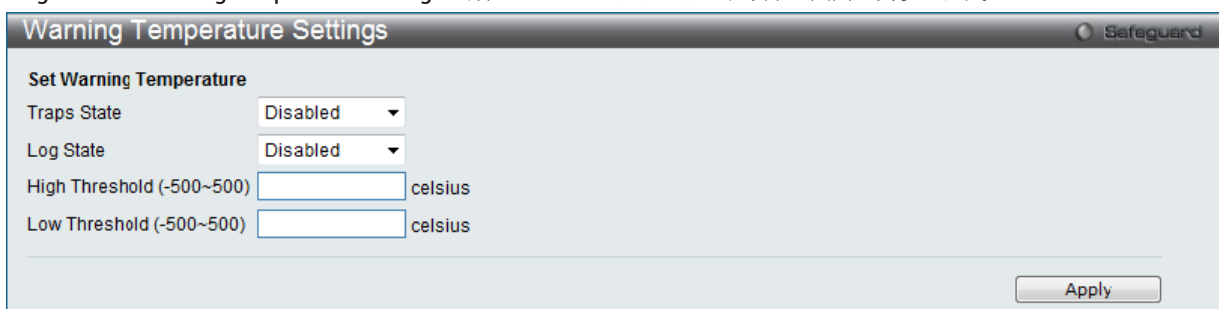 Warning Temperature Settings
Safeguard
Set Warning Temperature
Traps State Disabled
Log State Disabled
High Threshold (-500~500) celsius
Low Threshold (-500~500) celsius
Apply